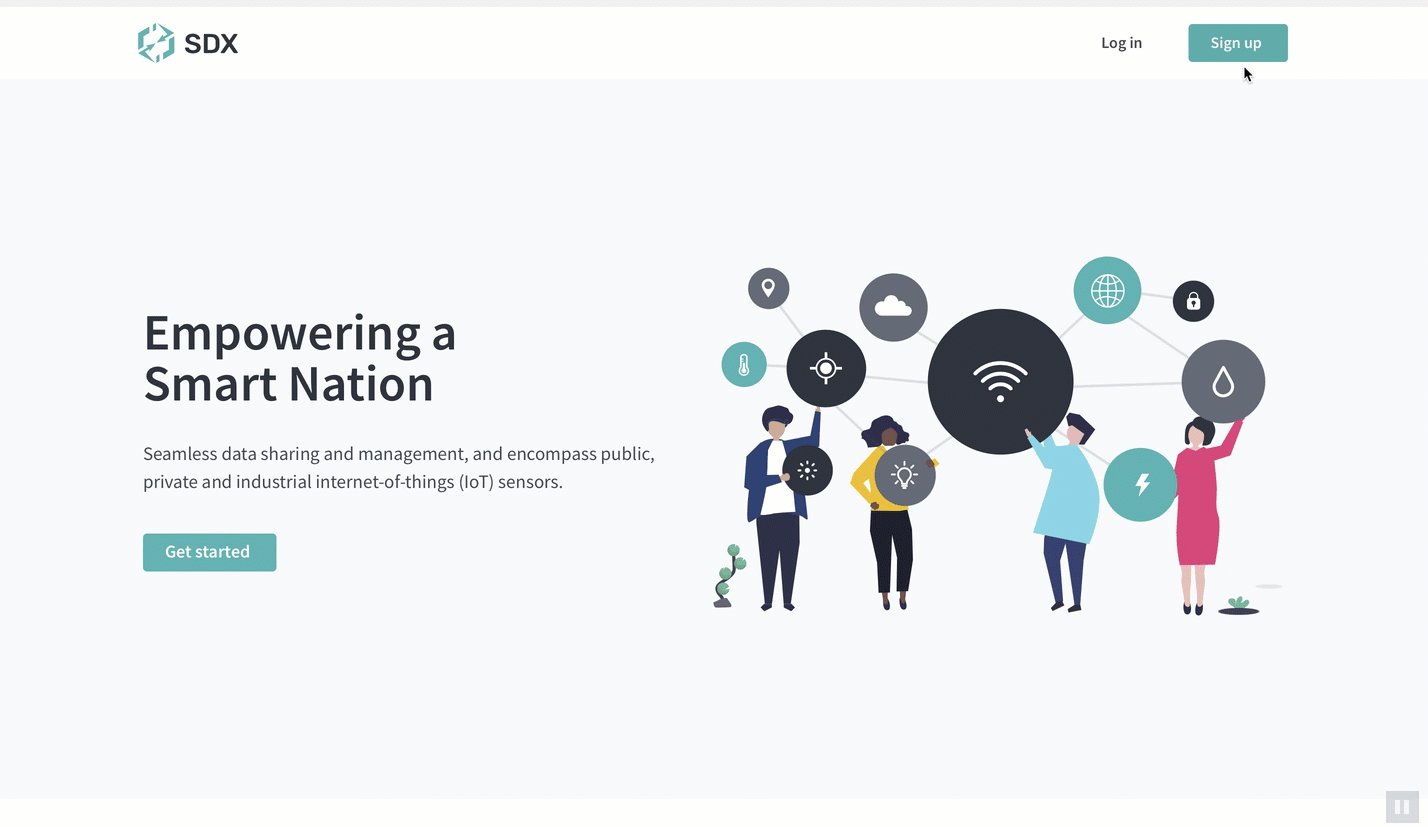 SDX
Log in
Sign up
Empowering a
Smart Nation
Seamless data sharing and management, and encompass public,
private and industrial internet-of-things (IoT) sensors.
Get started